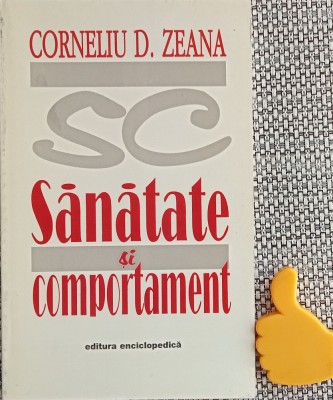 CORNELIU D. ZEANA
SC
Sănătate
și
comportament
editura enciclopedică